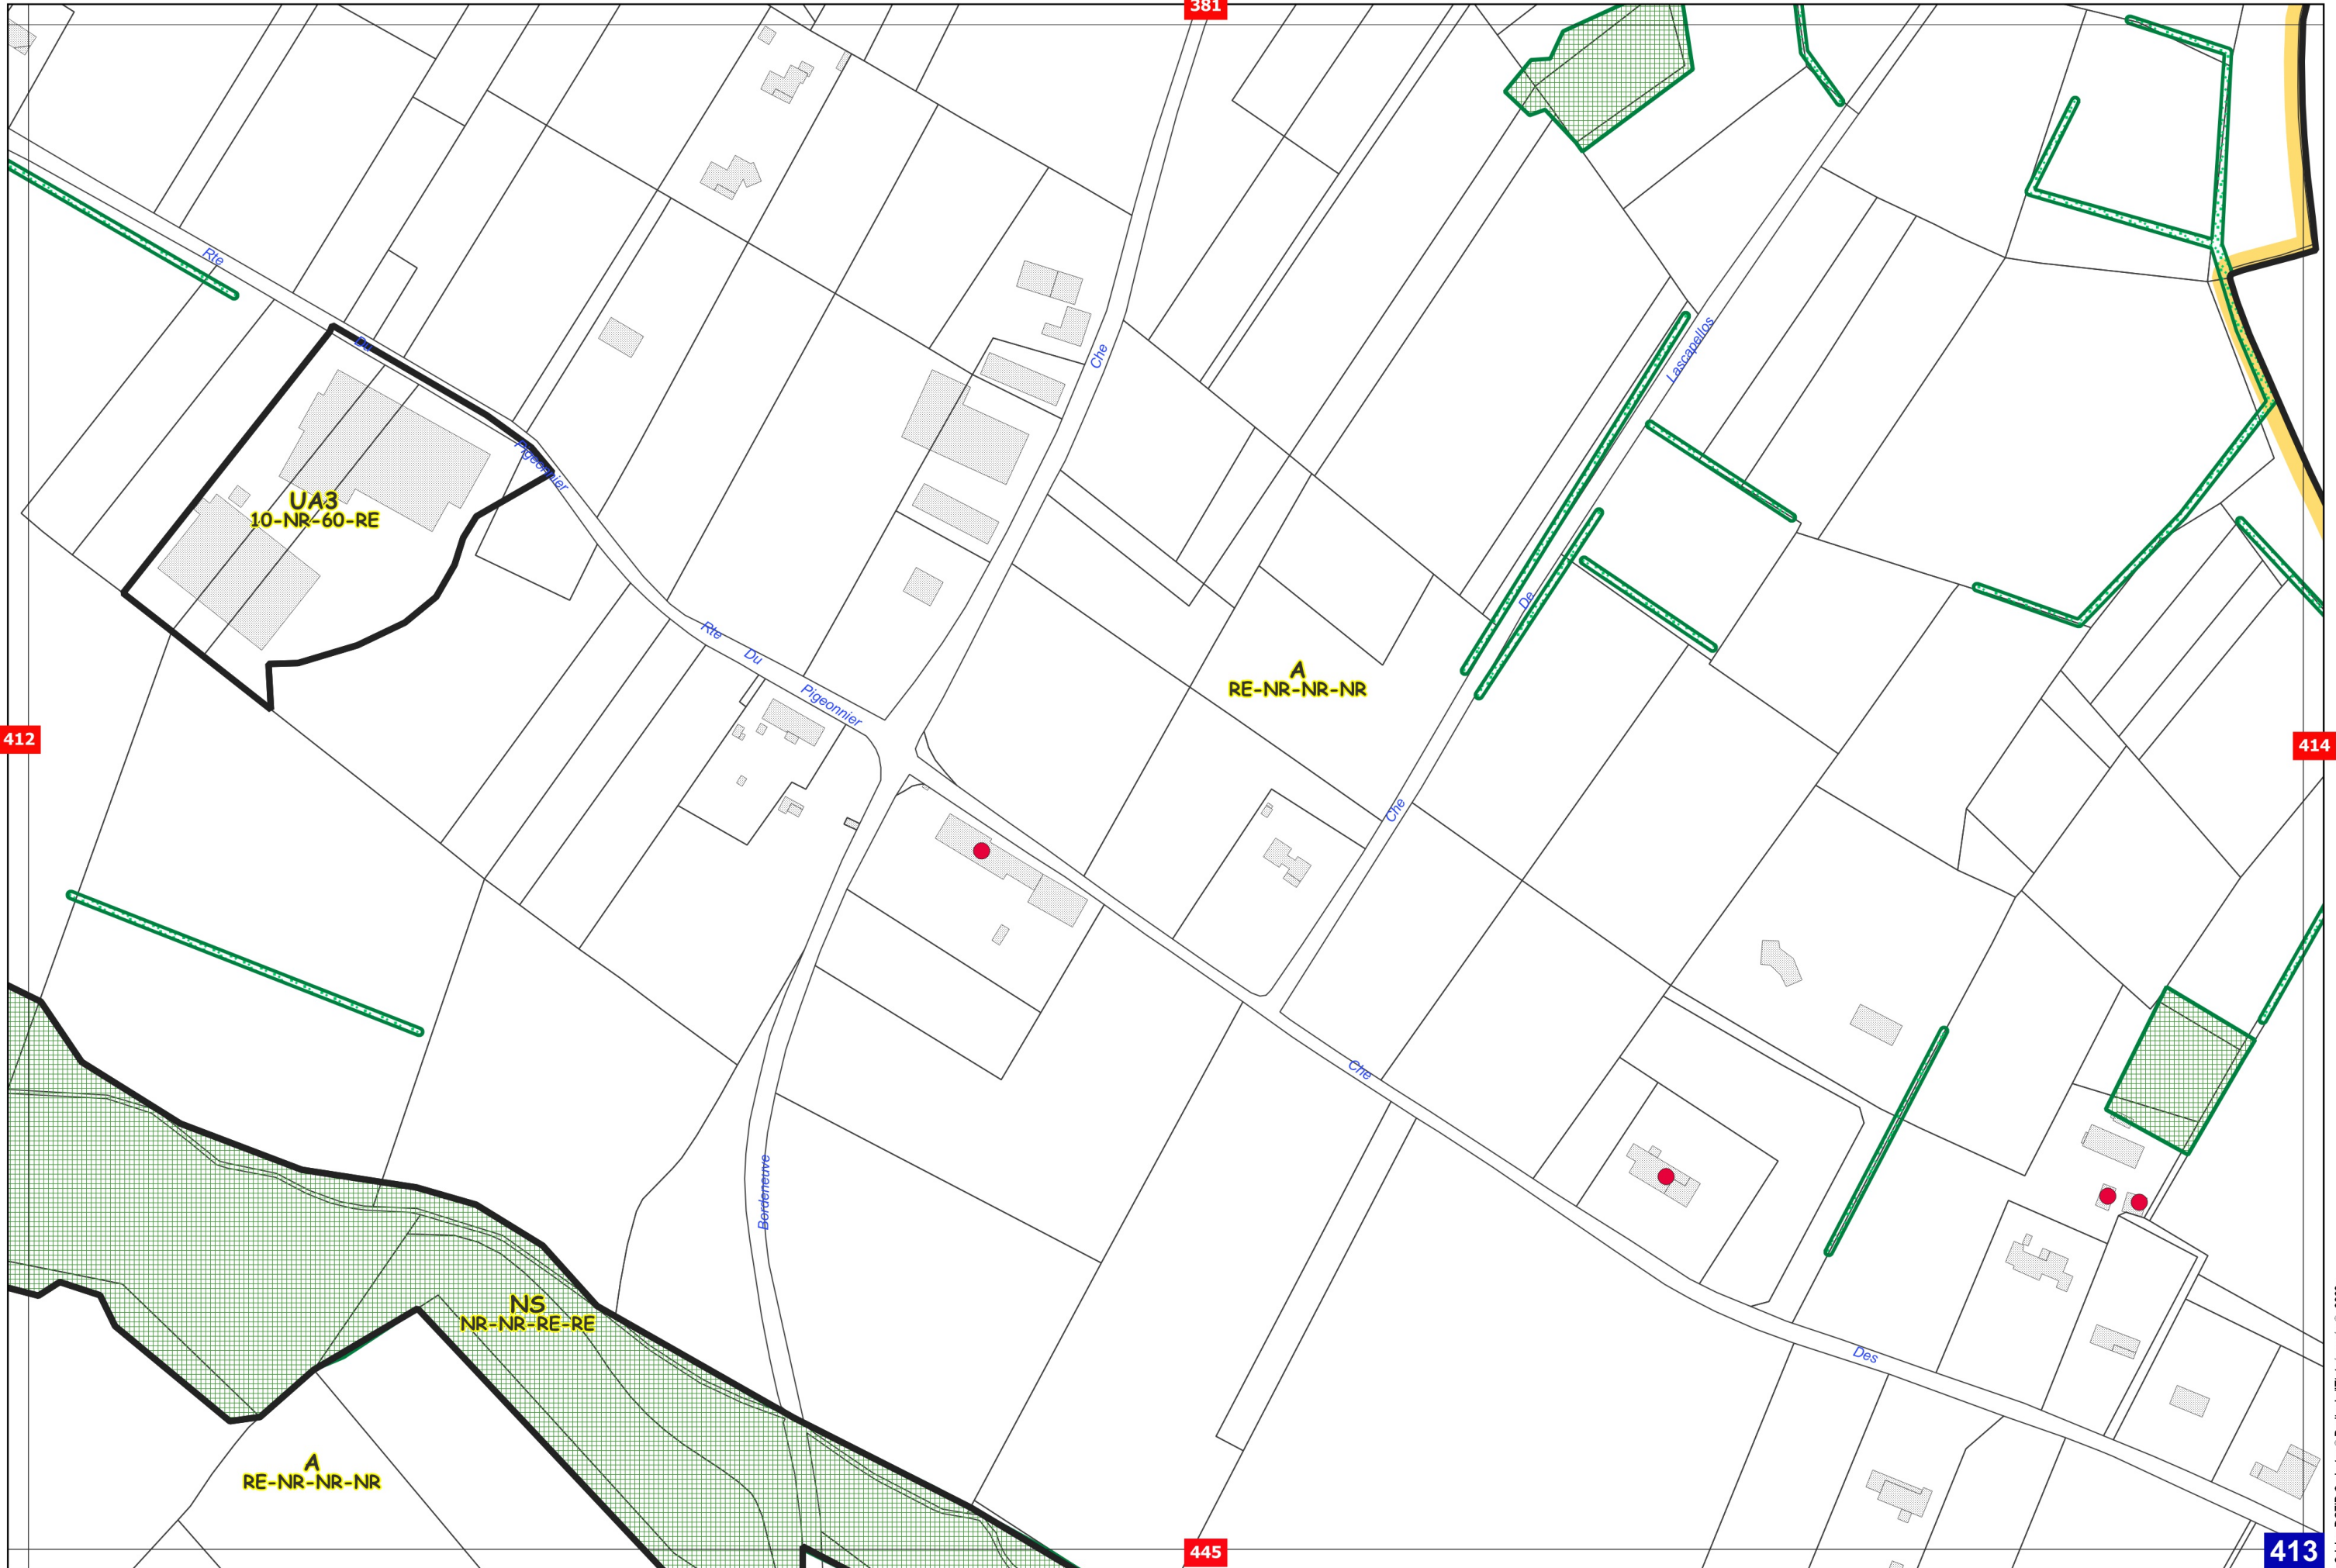 381
Rte
Du
Pigeonnier
Che
Lascapellos
UA3
10-NR-60-RE
De
Rte
Du
Pigeonnier
A
RE-NR-NR-NR
412
414
Che
Che
Bordeneuve
NS
NR-NR-RE-RE
Des
A
RE-NR-NR-NR
445
413